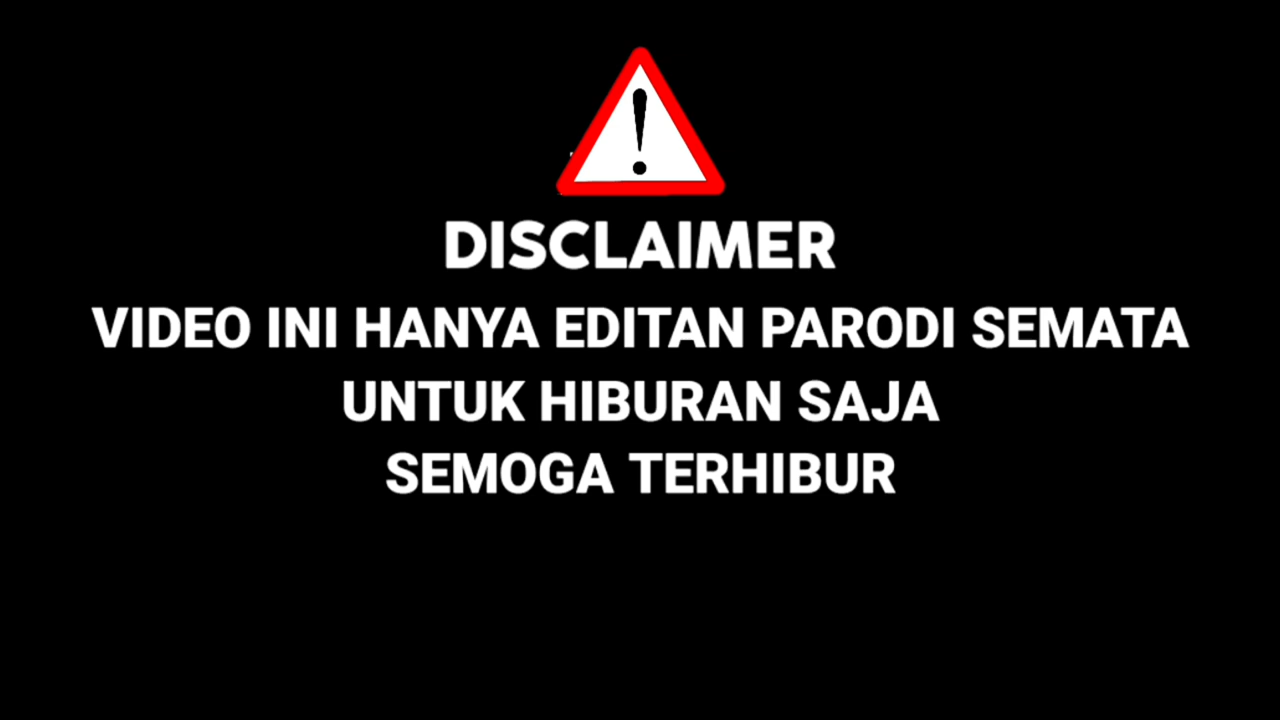 DISCLAIMER
VIDEO INI HANYA EDITAN PARODI SEMATA
UNTUK HIBURAN SAJA
SEMOGA TERHIBUR